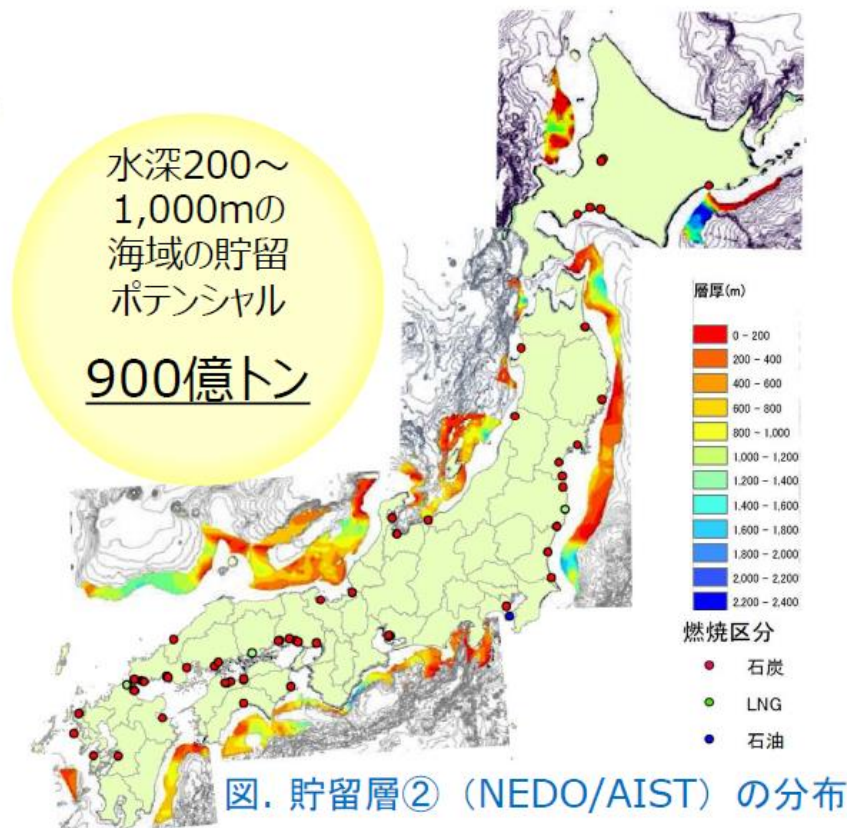 水深200～
1,000mの
海域の貯留
ポテンシャル
900億トン
層厚(m)
0 - 200
200 - 400
400 - 600
600 - 800
800 - 1,000
1,000 - 1,200
1,200 - 1,400
1,400 - 1,600
1,600 - 1,800
1,800 - 2,000
2,000 - 2,200
2,200 - 2,400
燃焼区分
石炭
LNG
石油
図. 貯留層②（NEDO/AIST）の分布